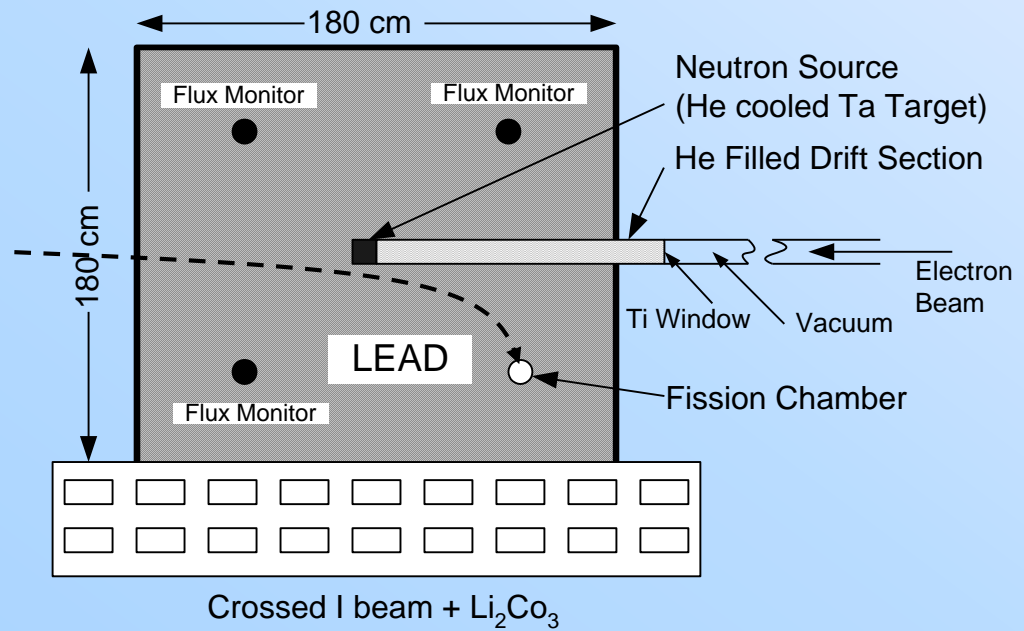 180 cm
Flux Monitor
Flux Monitor
Neutron Source
(He cooled Ta Target)
He Filled Drift Section
180 cm
Electron
Beam
Ti Window
Vacuum
LEAD
Fission Chamber
Flux Monitor
Crossed I beam + Li₂Co₃